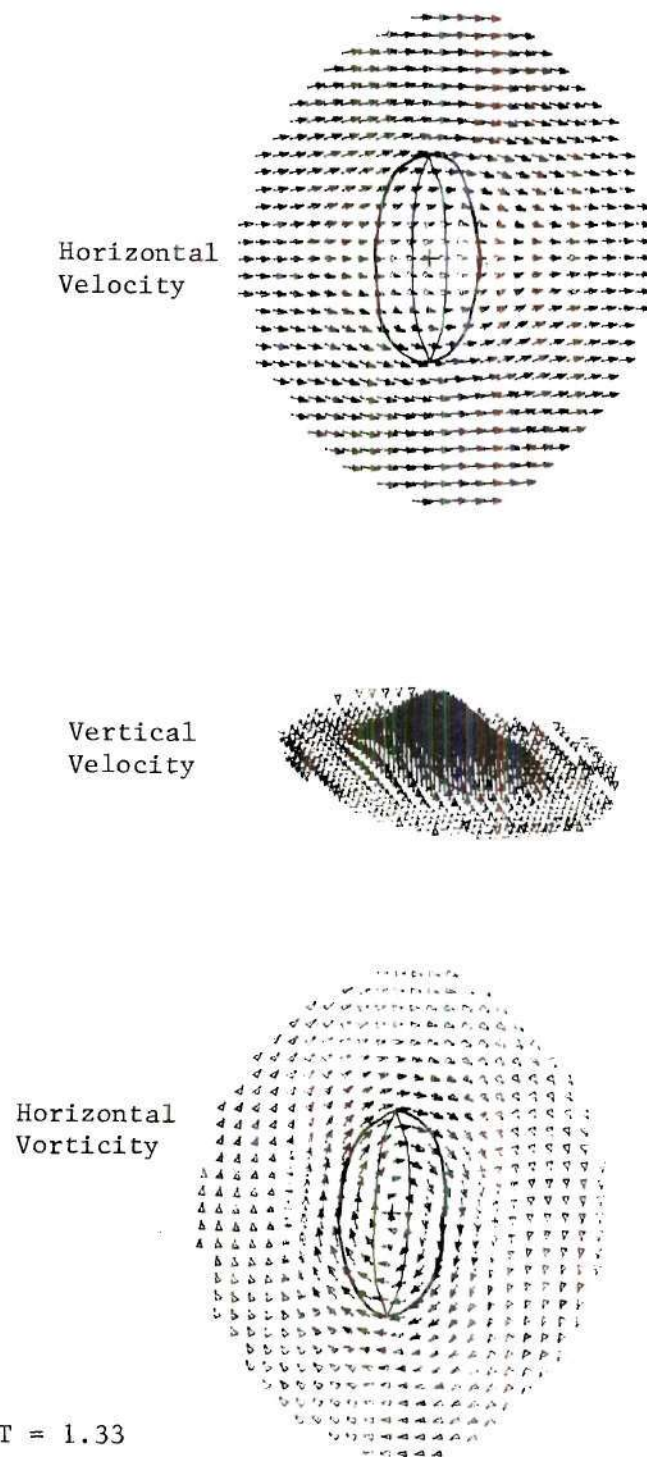 Horizontal
Velocity
Vertical
Velocity
Horizontal
Vorticity
T = 1.33